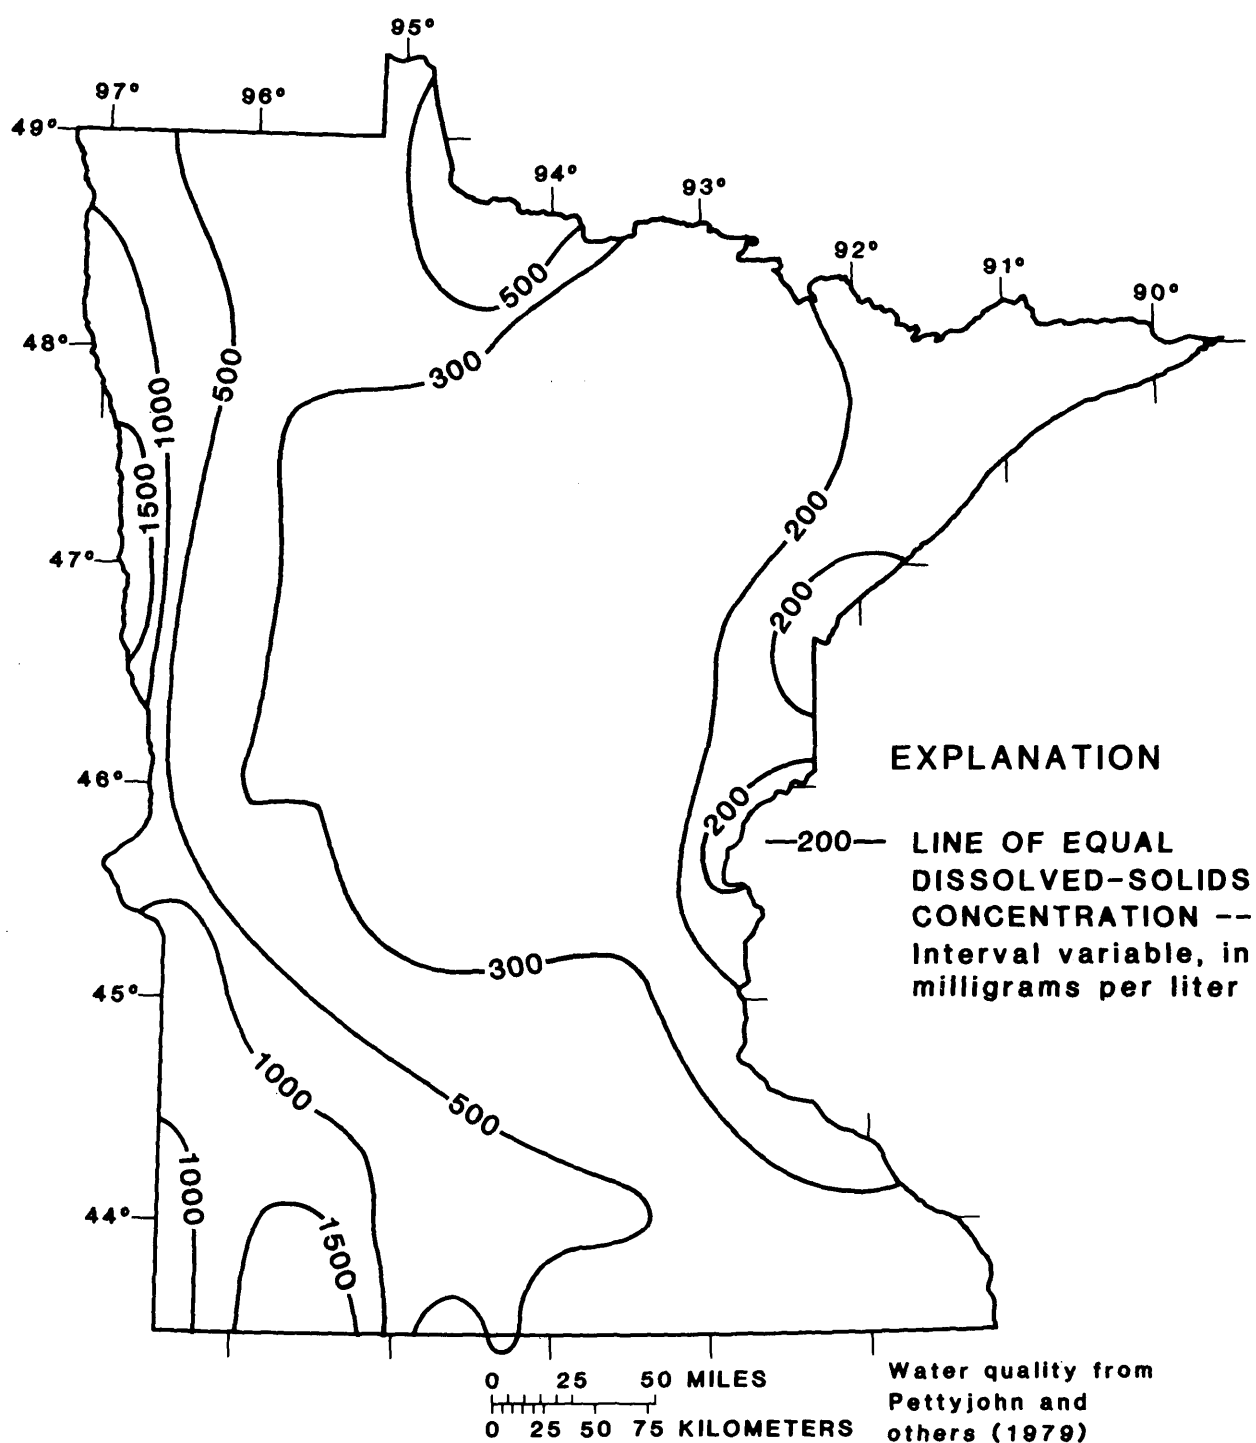 95°
97°
96°
49°
94°
93°
92°
91°
90°
500
48°
300
500
1000
1500
200
47°
200
EXPLANATION
46°
200
—200— LINE OF EQUAL
DISSOLVED-SOLIDS
CONCENTRATION --
Interval variable, in
milligrams per liter
300
45°
1000
500
1000
44°
1500
0 25 50 MILES
0 25 50 75 KILOMETERS
Water quality from
Pettyjohn and
others (1979)